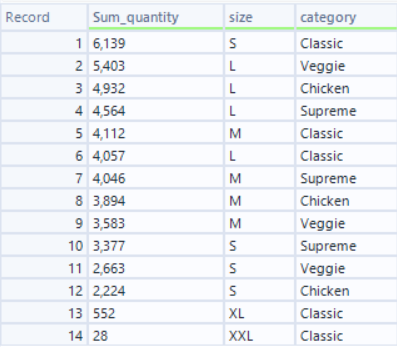 Record Sum_quantity size category
1 6,139 S Classic
2 5,403 L Veggie
3 4,932 L Chicken
4 4,564 L Supreme
5 4,112 M Classic
6 4,057 L Classic
7 4,046 M Supreme
8 3,894 M Chicken
9 3,583 M Veggie
10 3,377 S Supreme
11 2,663 S Veggie
12 2,224 S Chicken
13 552 XL Classic
14 28 XXL Classic